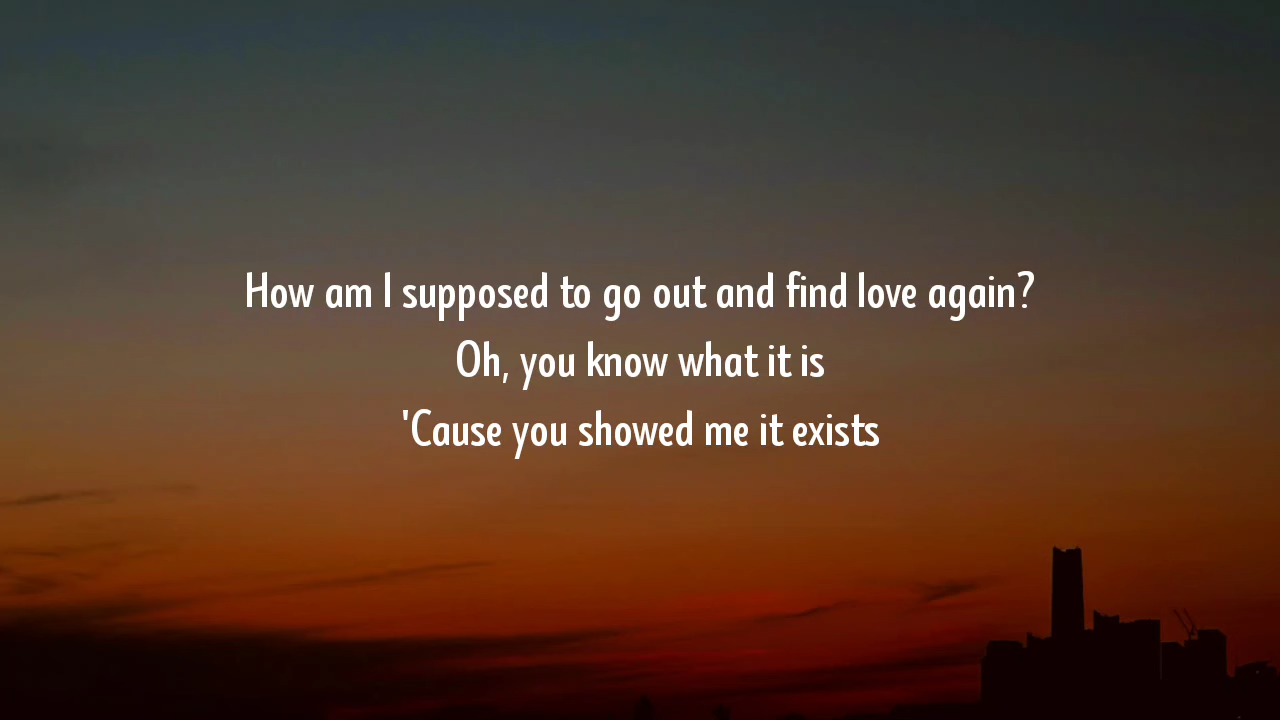 How am I supposed to go out and find love again?
Oh, you know what it is
'Cause you showed me it exists